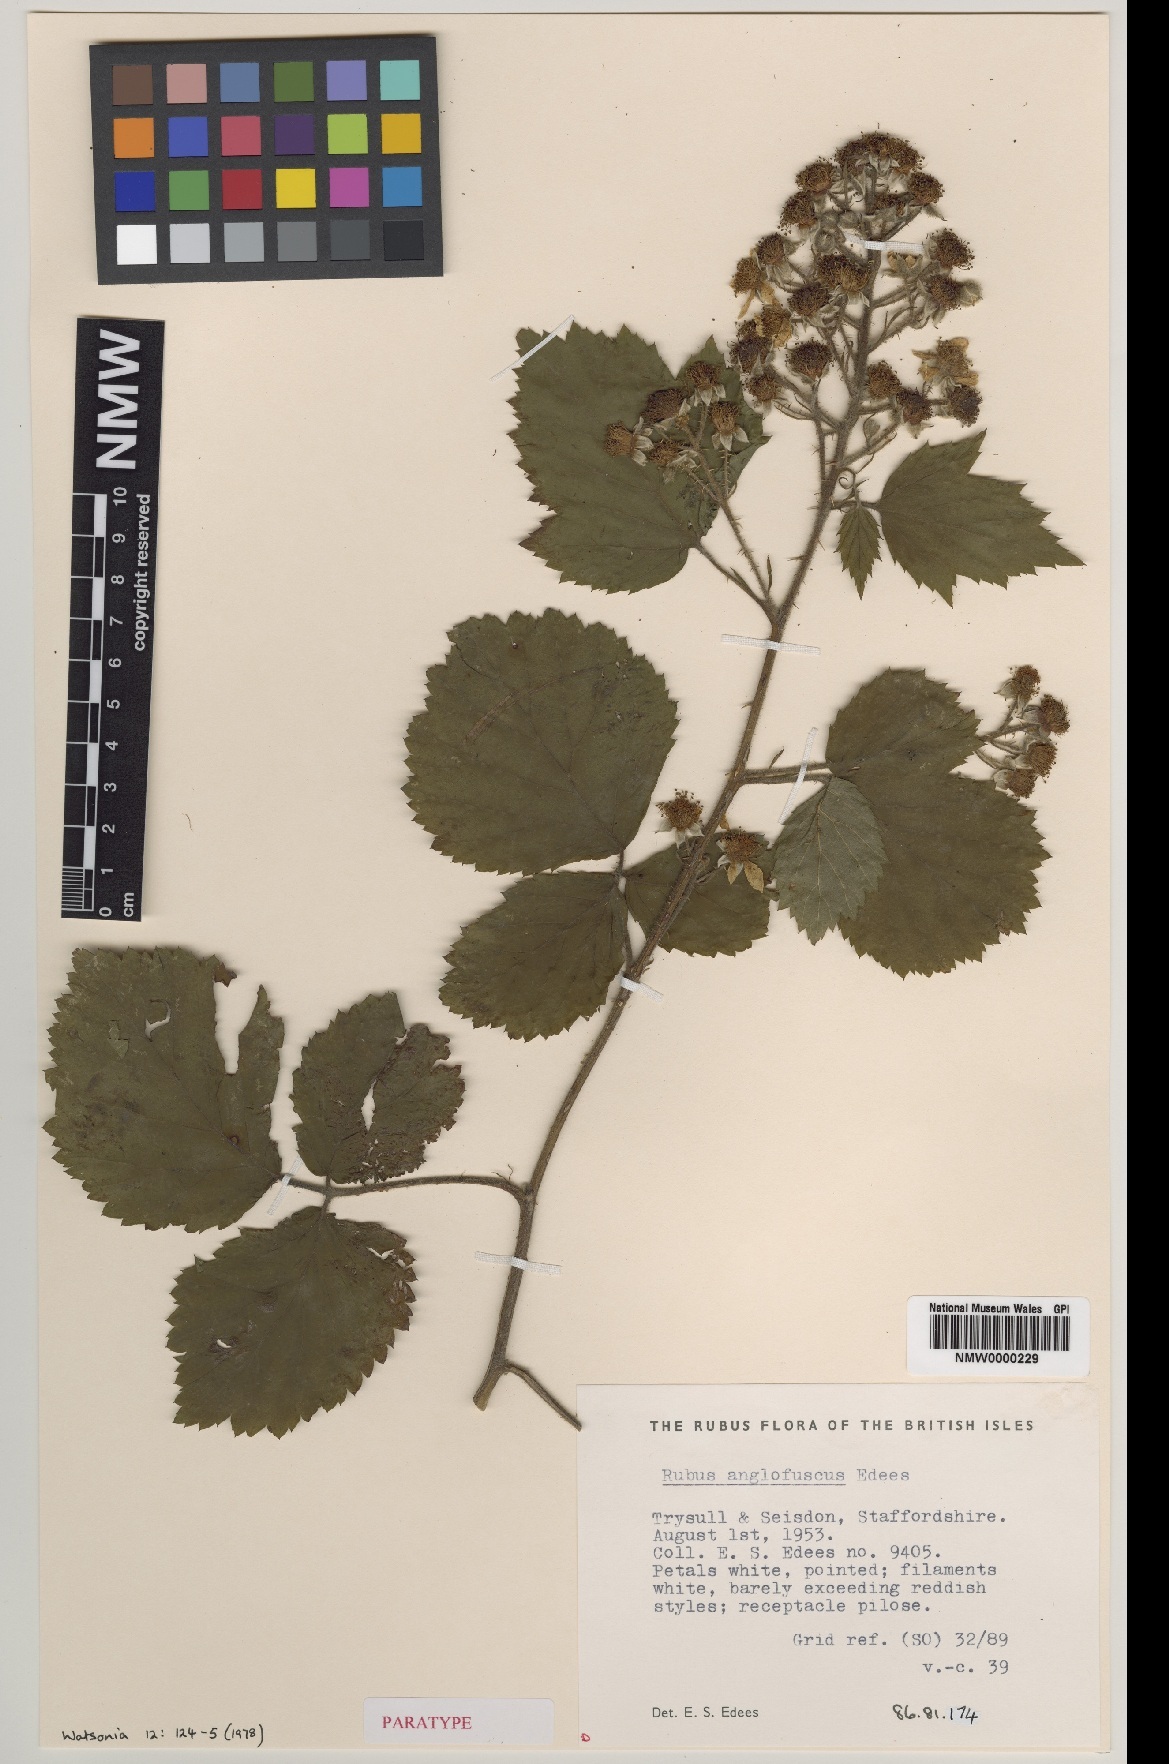 NMW
10
9
8
7
6
5
4
3
2
1
0
cm
copyright reserved
National Museum Wales GPI
NMW0000229
THE RUBUS FLORA OF THE BRITISH ISLES
Rubus anglofuscus Edees
Trysull & Seisdon, Staffordshire.
August 1st, 1953.
Coll. E. S. Edees no. 9405.
Petals white, pointed; filaments
white, barely exceeding reddish
styles; receptacle pilose.
Grid ref. (SO) 32/89
v.-c. 39
Det. E. S. Edees 86.81.174
PARATYPE
Watsonia 12: 124-5 (1978)